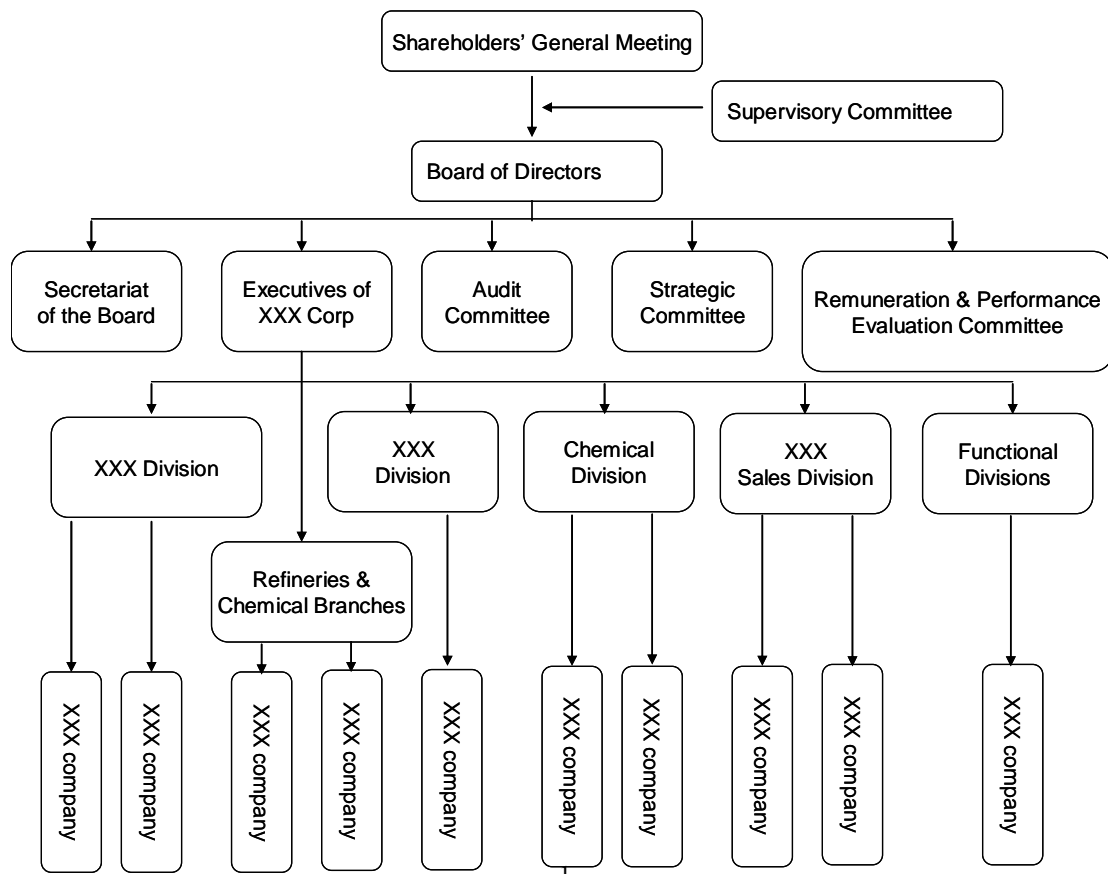 Shareholders' General Meeting
Supervisory Committee
Board of Directors
Secretariat
of the Board
Executives of
XXX Corp
Audit
Committee
Strategic
Committee
Remuneration & Performance
Evaluation Committee
XXX Division
XXX
Division
Chemical
Division
XXX
Sales Division
Functional
Divisions
Refineries &
Chemical Branches
XXX company
XXX company
XXX company
XXX company
XXX company
XXX company
XXX company
XXX company
XXX company
XXX company